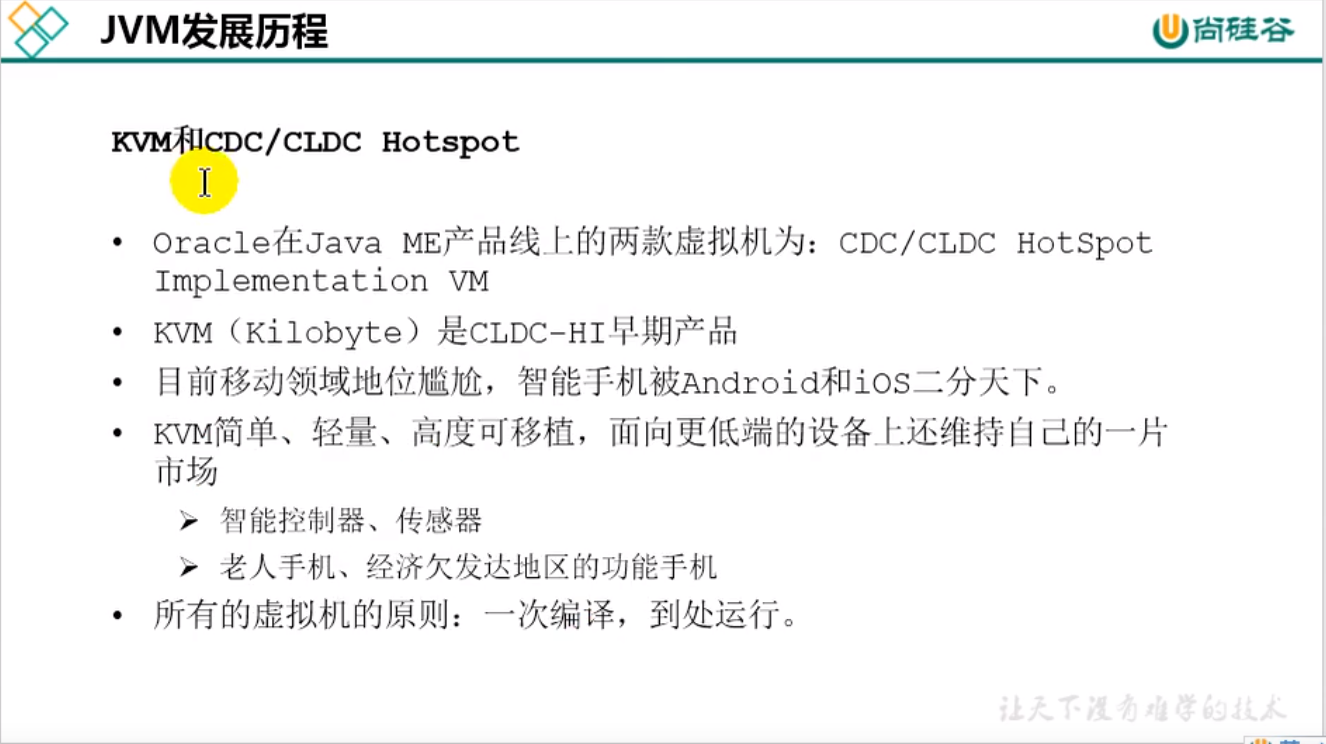 JVM发展历程
尚硅谷
KVM和CDC/CLDC Hotspot
• Oracle在Java ME产品线上的两款虚拟机为：CDC/CLDC HotSpot
Implementation VM
• KVM（Kilobyte）是CLDC-HI早期产品
• 目前移动领域地位尴尬，智能手机被Android和iOS二分天下。
• KVM简单、轻量、高度可移植，面向更低端的设备上还维持自己的一片
市场
➢ 智能控制器、传感器
➢ 老人手机、经济欠发达地区的功能手机
• 所有的虚拟机的原则：一次编译，到处运行。
让天下没有难学的技术